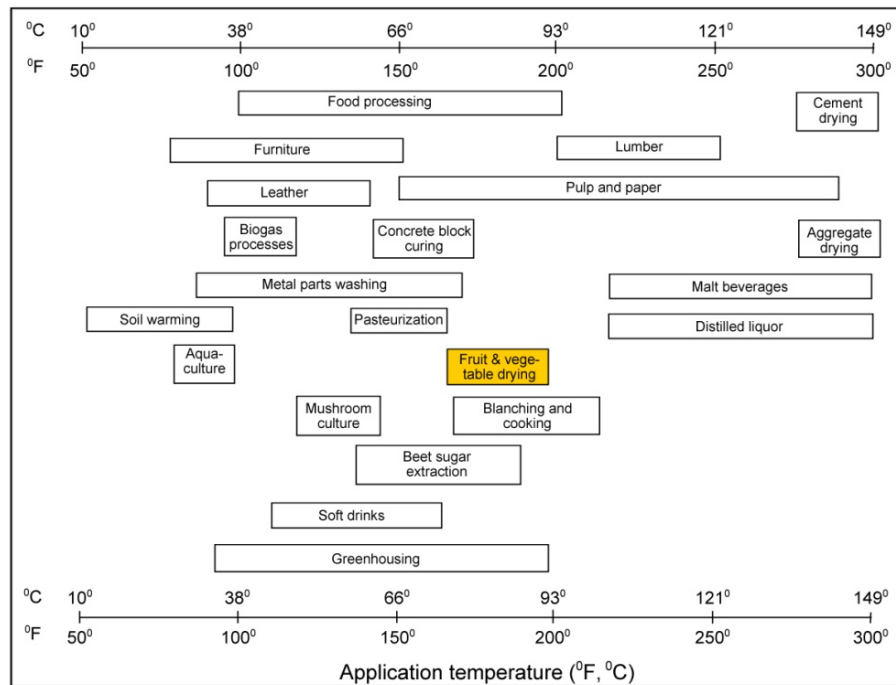 ⁰C 10⁰ 38⁰ 66⁰ 93⁰ 121⁰ 149⁰
⁰F 50⁰ 100⁰ 150⁰ 200⁰ 250⁰ 300⁰
Food processing
Cement
drying
Furniture
Lumber
Leather
Pulp and paper
Biogas
processes
Concrete block
curing
Aggregate
drying
Metal parts washing
Malt beverages
Soil warming
Pasteurization
Distilled liquor
Aqua-
culture
Fruit & vege-
table drying
Mushroom
culture
Blanching and
cooking
Beet sugar
extraction
Soft drinks
Greenhousing
⁰C 10⁰ 38⁰ 66⁰ 93⁰ 121⁰ 149⁰
⁰F 50⁰ 100⁰ 150⁰ 200⁰ 250⁰ 300⁰
Application temperature (⁰F, ⁰C)